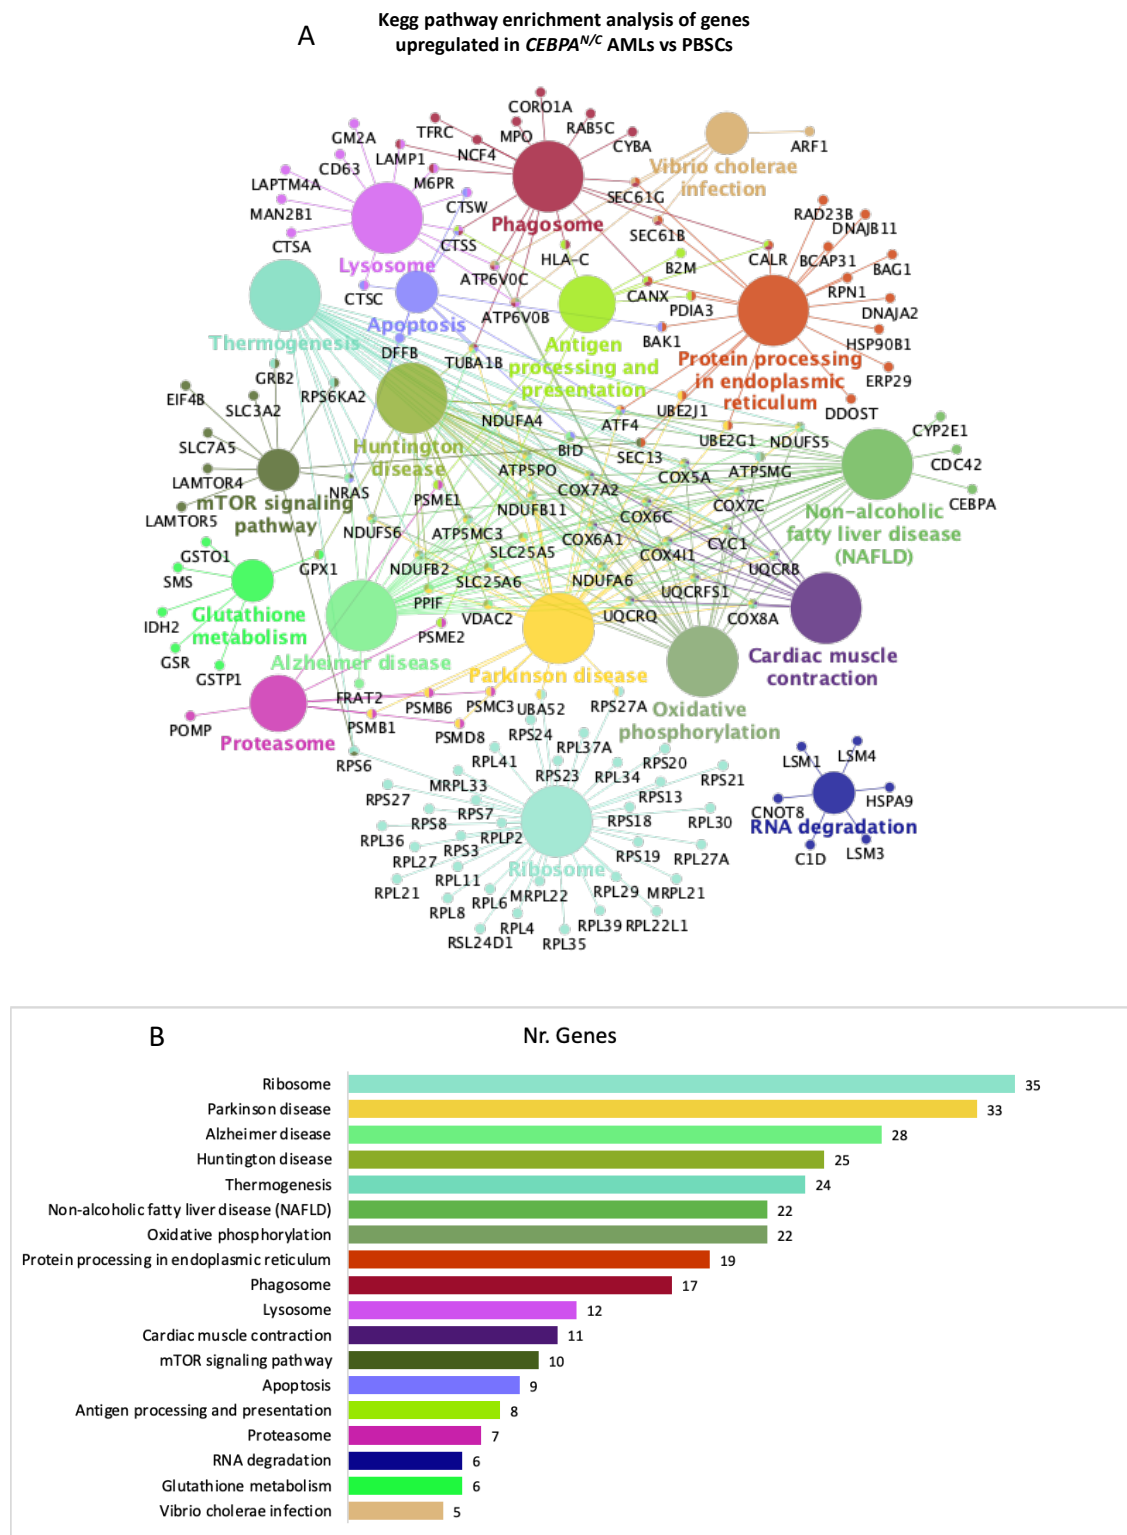 A
Kegg pathway enrichment analysis of genes
upregulated in CEBPA^N/C AMLs vs PBSCs
CORO1A
TFRC
MPO
RAB5C
CYBA
NCF4
GM2A
LAMP1
CD63
M6PR
LAPTM4A
MAN2B1
CTSW
CTSA
CTSS
ARF1
Vibrio cholerae
infection
SEC61G
Phagosome
SEC61B
RAD23B
DNAJB11
HLA-C
B2M
CALR
BCAP31
BAG1
Lysosome
ATP6V0C
CANX
PDIA3
RPN1
DNAJA2
CTSC
ATP6V0B
Apoptosis
BAK1
HSP90B1
Thermogenesis
DFFB
TUBA1B
Antigen
processing and
presentation
Protein processing
in endoplasmic
reticulum
ERP29
DDOST
GRB2
RPS6KA2
EIF4B
SLC3A2
SLC7A5
LAMTOR4
LAMTOR5
mTOR signaling
pathway
NRAS
Huntington
disease
NDUFA4
ATF4
UBE2J1
UBE2G1
NDUFS5
BID
SEC13
ATP5MG
CYP2E1
CDC42
CEBPA
ATP5PO
COX5A
PSME1
COX7A2
COX7C
NDUFB11
COX6C
Non-alcoholic
fatty liver disease
(NAFLD)
NDUFS6
ATP5MC3
COX6A1
CYC1
SLC25A5
COX4I1
GSTO1
GPX1
NDUFB2
SLC25A6
NDUFA6
UQCRB
SMS
UQCRFS1
PPIF
VDAC2
UQCRQ
COX8A
IDH2
Glutathione
metabolism
GSR
GSTP1
PSME2
Alzheimer disease
Parkinson disease
Cardiac muscle
contraction
FRAT2
PSMB6
PSMC3
UBA52
RPS27A
Oxidative
phosphorylation
POMP
PSMB1
PSMD8
Proteasome
RPS24
RPL37A
RPS6
RPL41
RPS23
RPL34
RPS20
RPS21
LSM1
LSM4
MRPL33
RPS27
RPS7
RPS13
CNOT8
HSPA9
RPS8
RPS18
RPL30
RPL36
RPLP2
RNA degradation
RPS3
RPS19
RPL27A
RPL27
C1D
LSM3
Ribosome
RPL11
RPL21
RPL6
MRPL22
RPL29
MRPL21
RPL8
RPL4
RPL39
RPL22L1
RSL24D1
RPL35
B
Nr. Genes
Ribosome 35
Parkinson disease 33
Alzheimer disease 28
Huntington disease 25
Thermogenesis 24
Non-alcoholic fatty liver disease (NAFLD) 22
Oxidative phosphorylation 22
Protein processing in endoplasmic reticulum 19
Phagosome 17
Lysosome 12
Cardiac muscle contraction 11
mTOR signaling pathway 10
Apoptosis 9
Antigen processing and presentation 8
Proteasome 7
RNA degradation 6
Glutathione metabolism 6
Vibrio cholerae infection 5